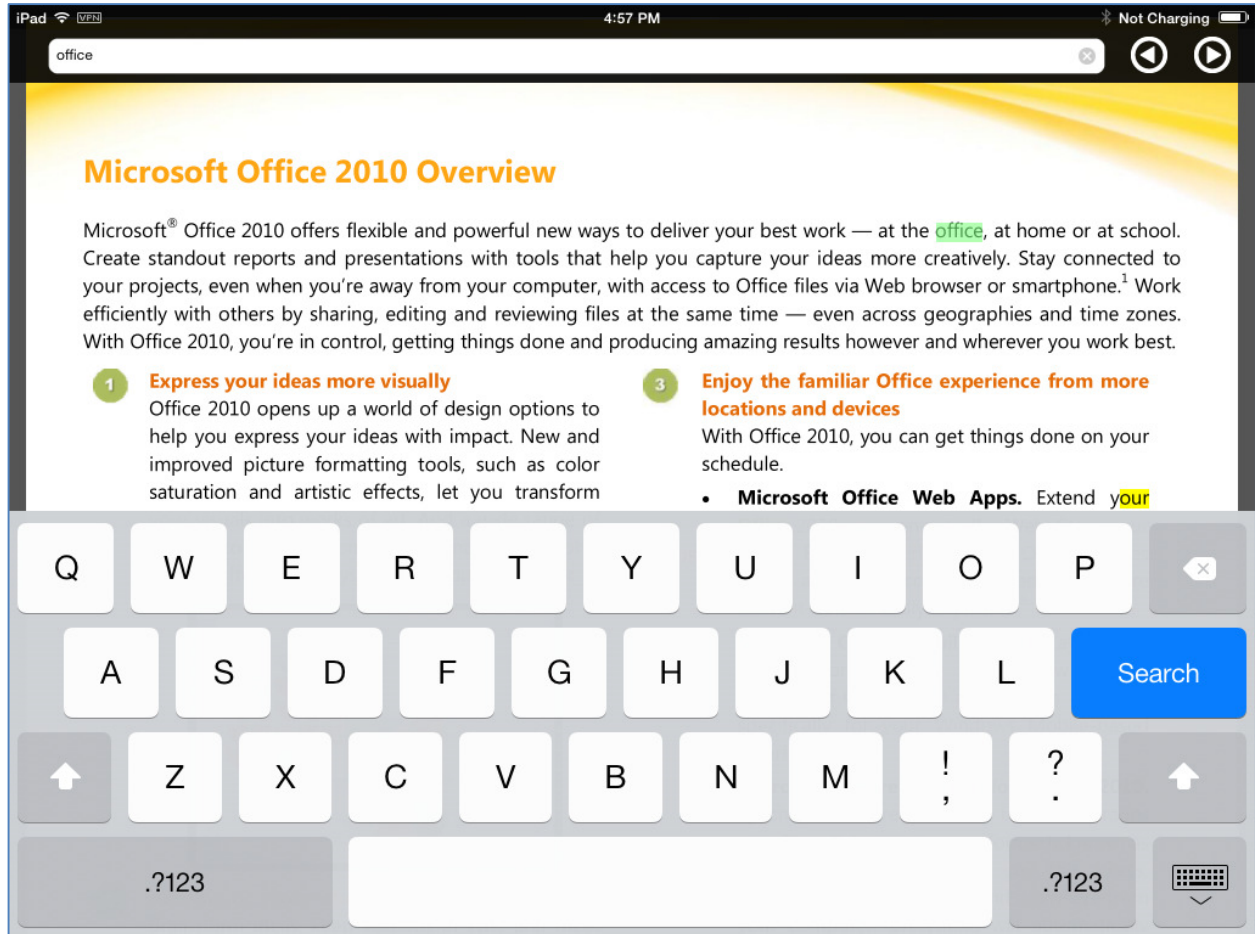 iPad VPN 4:57 PM Not Charging
office
Microsoft Office 2010 Overview
Microsoft® Office 2010 offers flexible and powerful new ways to deliver your best work — at the office, at home or at school.
Create standout reports and presentations with tools that help you capture your ideas more creatively. Stay connected to
your projects, even when you're away from your computer, with access to Office files via Web browser or smartphone.¹ Work
efficiently with others by sharing, editing and reviewing files at the same time — even across geographies and time zones.
With Office 2010, you're in control, getting things done and producing amazing results however and wherever you work best.
1 Express your ideas more visually
Office 2010 opens up a world of design options to
help you express your ideas with impact. New and
improved picture formatting tools, such as color
saturation and artistic effects, let you transform
3 Enjoy the familiar Office experience from more
locations and devices
With Office 2010, you can get things done on your
schedule.
• Microsoft Office Web Apps. Extend your
Q W E R T Y U I O P
A S D F G H J K L Search
Z X C V B N M ! , ? .
.?123 .?123